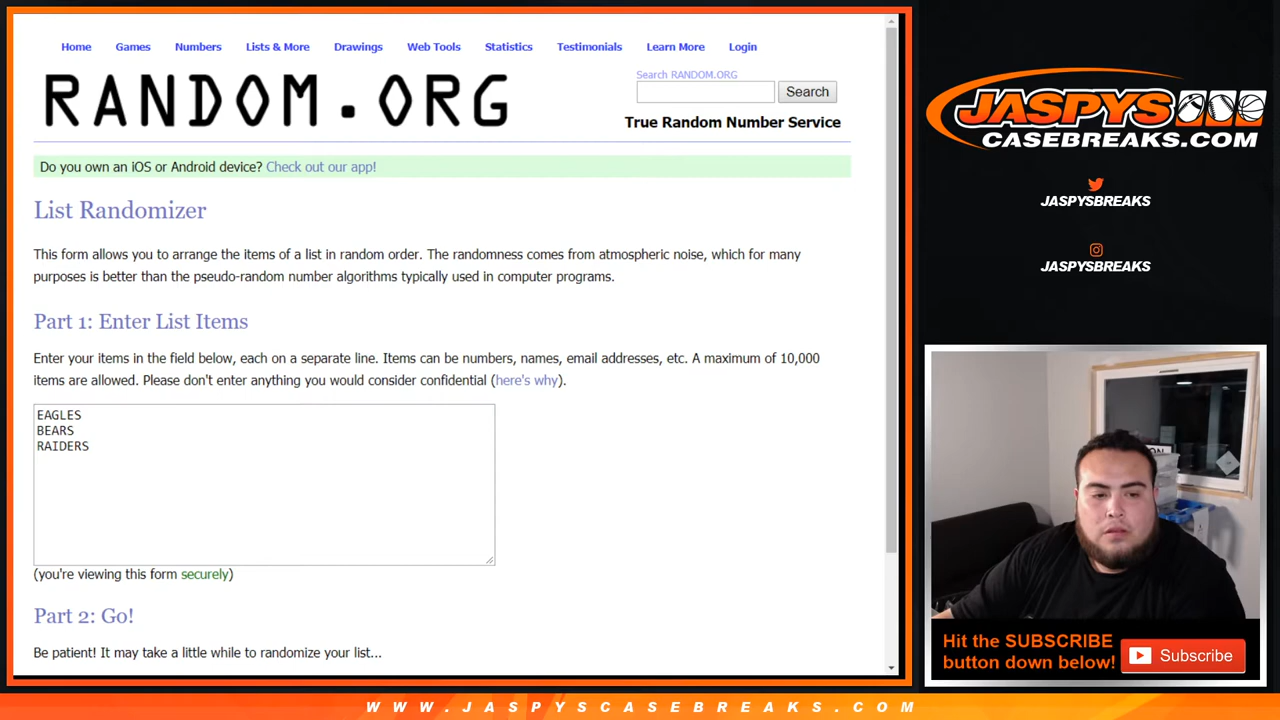 Home Games Numbers Lists & More Drawings Web Tools Statistics Testimonials Learn More Login
RANDOM.ORG
Search RANDOM.ORG
Search
True Random Number Service
Do you own an iOS or Android device? Check out our app!
List Randomizer
This form allows you to arrange the items of a list in random order. The randomness comes from atmospheric noise, which for many
purposes is better than the pseudo-random number algorithms typically used in computer programs.
Part 1: Enter List Items
Enter your items in the field below, each on a separate line. Items can be numbers, names, email addresses, etc. A maximum of 10,000
items are allowed. Please don't enter anything you would consider confidential (here's why).
EAGLES
BEARS
RAIDERS
(you're viewing this form securely)
Part 2: Go!
Be patient! It may take a little while to randomize your list...
JASPYS
CASEBREAKS.COM
JASPYSBREAKS
JASPYSBREAKS
Hit the SUBSCRIBE
button down below!
Subscribe
WWW.JASPYSCASEBREAKS.COM